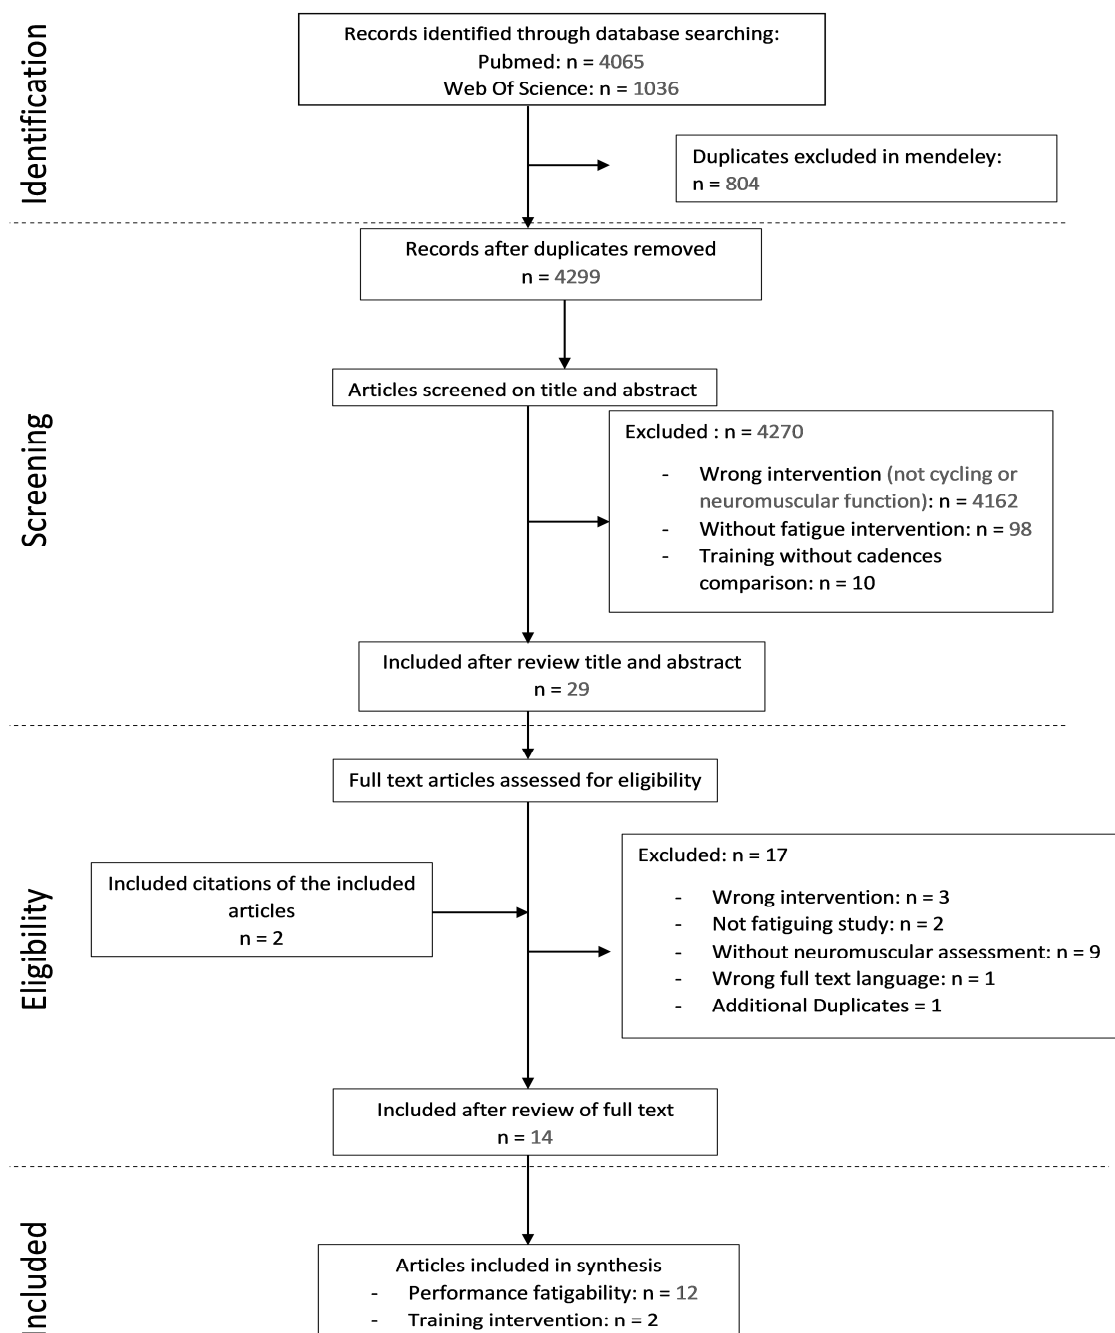 Identification
Records identified through database searching:
Pubmed: n = 4065
Web Of Science: n = 1036
Duplicates excluded in mendeley:
n = 804
Records after duplicates removed
n = 4299
Screening
Articles screened on title and abstract
Excluded : n = 4270
- Wrong intervention (not cycling or
neuromuscular function): n = 4162
- Without fatigue intervention: n = 98
- Training without cadences
comparison: n = 10
Included after review title and abstract
n = 29
Eligibility
Full text articles assessed for eligibility
Included citations of the included
articles
n = 2
Excluded: n = 17
- Wrong intervention: n = 3
- Not fatiguing study: n = 2
- Without neuromuscular assessment: n = 9
- Wrong full text language: n = 1
- Additional Duplicates = 1
Included after review of full text
n = 14
Included
Articles included in synthesis
- Performance fatigability: n = 12
- Training intervention: n = 2